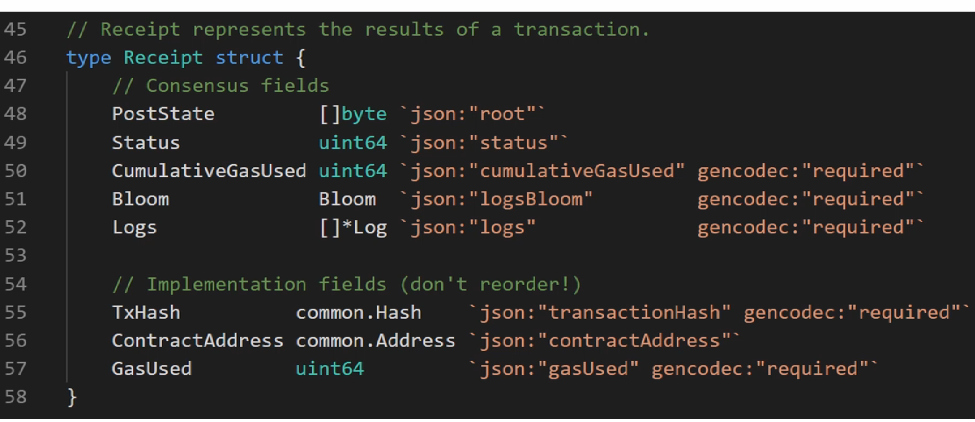 45 // Receipt represents the results of a transaction.
46 type Receipt struct {
47 // Consensus fields
48 PostState []byte `json:"root"`
49 Status uint64 `json:"status"`
50 CumulativeGasUsed uint64 `json:"cumulativeGasUsed" gencodec:"required"`
51 Bloom Bloom `json:"logsBloom" gencodec:"required"`
52 Logs []*Log `json:"logs" gencodec:"required"`
53
54 // Implementation fields (don't reorder!)
55 TxHash common.Hash `json:"transactionHash" gencodec:"required"`
56 ContractAddress common.Address `json:"contractAddress"`
57 GasUsed uint64 `json:"gasUsed" gencodec:"required"`
58 }